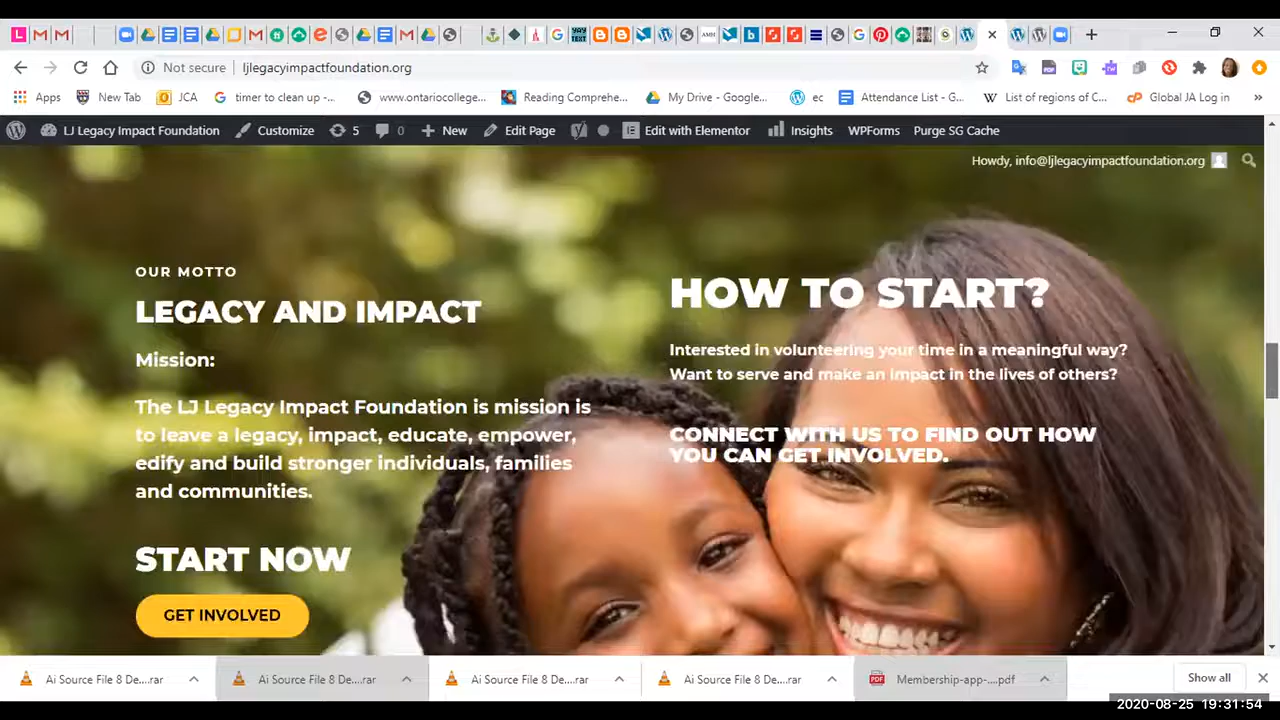 Not secure
ljlegacyimpactfoundation.org
Apps
New Tab
JCA
timer to clean up -...
www.ontariocollege...
Reading Comprehe...
My Drive - Google...
ec
Attendance List - G...
List of regions of C...
Global JA Log in
LJ Legacy Impact Foundation
Customize
5
0
New
Edit Page
Edit with Elementor
Insights
WPForms
Purge SG Cache
Howdy, info@ljlegacyimpactfoundation.org
OUR MOTTO
LEGACY AND IMPACT
Mission:
The LJ Legacy Impact Foundation is mission is
to leave a legacy, impact, educate, empower,
edify and build stronger individuals, families
and communities.
START NOW
GET INVOLVED
HOW TO START?
Interested in volunteering your time in a meaningful way?
Want to serve and make an impact in the lives of others?
CONNECT WITH US TO FIND OUT HOW
YOU CAN GET INVOLVED.
Ai Source File 8 De....rar
Ai Source File 8 De....rar
Ai Source File 8 De....rar
Ai Source File 8 De....rar
Membership-app-....pdf
Show all
2020-08-25 19:31:54